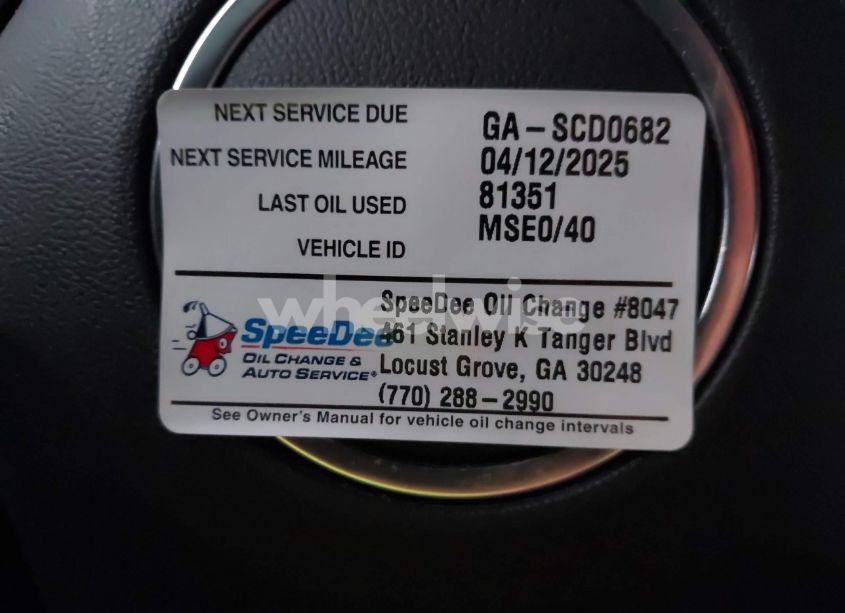 NEXT SERVICE DUE GA-SCD0682
NEXT SERVICE MILEAGE 04/12/2025
LAST OIL USED 81351
VEHICLE ID MSE0/40
wheelwise
SpeeDee
OIL CHANGE &
AUTO SERVICE®
SpeeDee Oil Change #8047
461 Stanley K Tanger Blvd
Locust Grove, GA 30248
(770) 288-2990
See Owner's Manual for vehicle oil change intervals